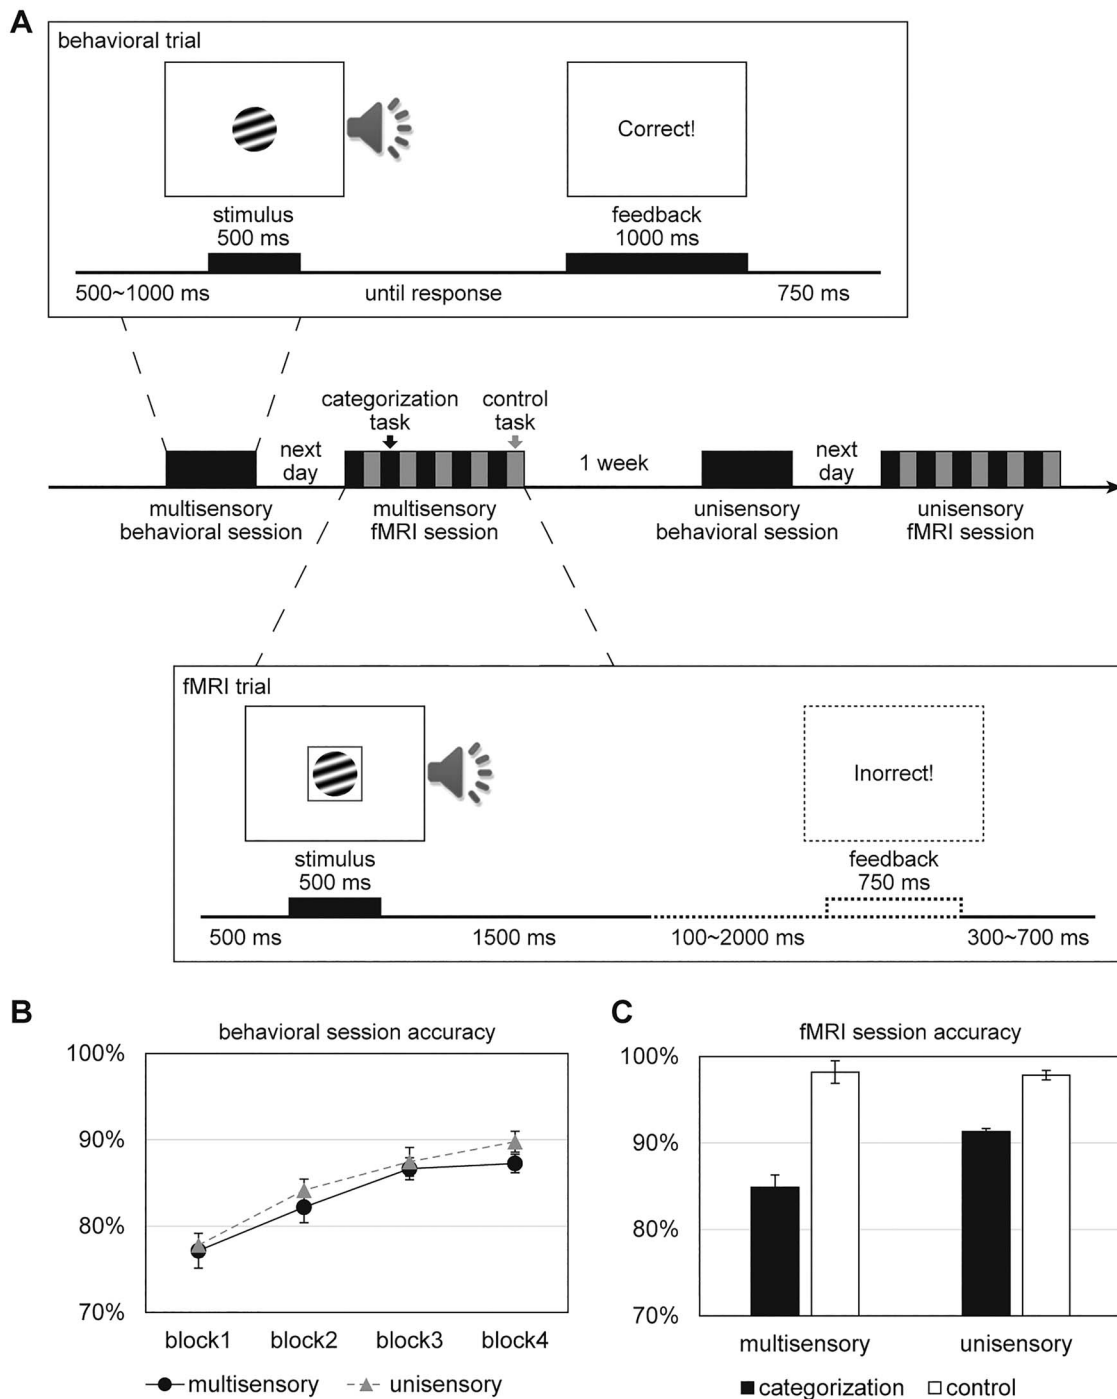 A
behavioral trial
Correct!
stimulus
500 ms
feedback
1000 ms
500~1000 ms
until response
750 ms
categorization
task
control
task
next
day
1 week
next
day
multisensory
behavioral session
multisensory
fMRI session
unisensory
behavioral session
unisensory
fMRI session
fMRI trial
Inorrect!
stimulus
500 ms
feedback
750 ms
500 ms
1500 ms
100~2000 ms
300~700 ms
B
behavioral session accuracy
100%
90%
80%
70%
block1
block2
block3
block4
multisensory
unisensory
C
fMRI session accuracy
100%
90%
80%
70%
multisensory
unisensory
categorization
control